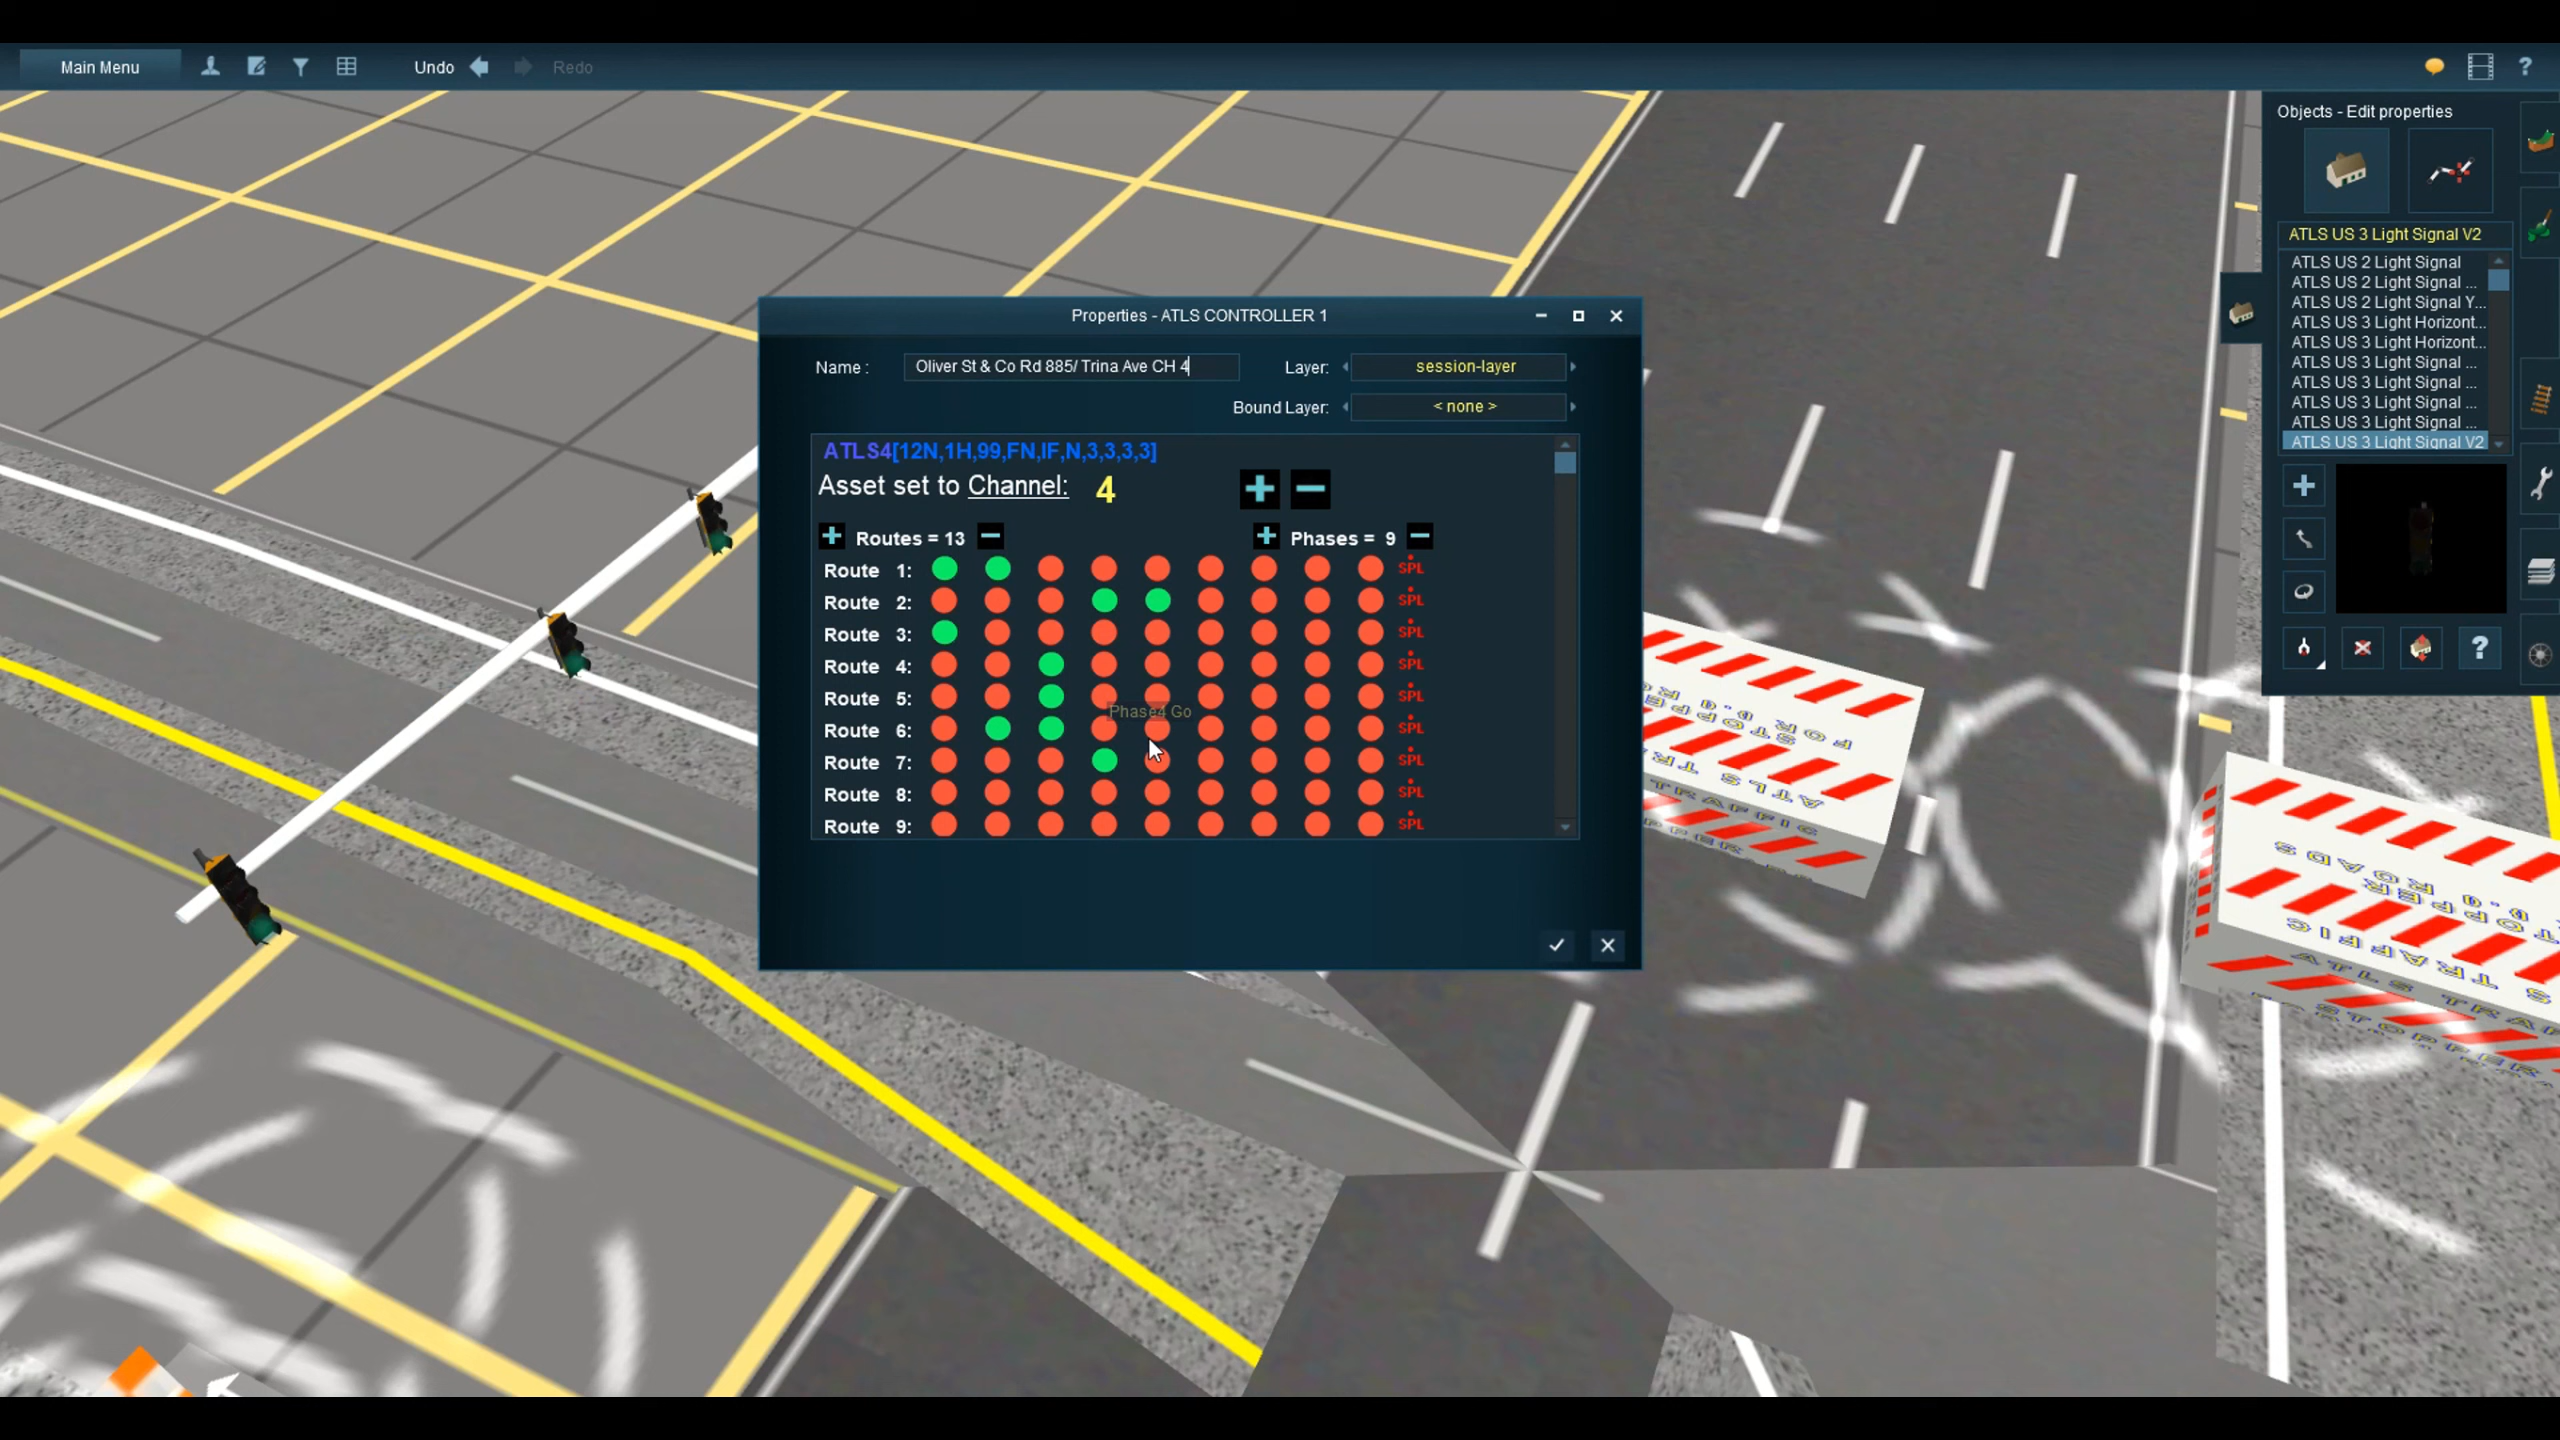 Main Menu
Undo
Redo
?
Objects - Edit properties
ATLS US 3 Light Signal V2
ATLS US 2 Light Signal
ATLS US 2 Light Signal ...
ATLS US 2 Light Signal Y...
ATLS US 3 Light Horizont...
ATLS US 3 Light Horizont...
ATLS US 3 Light Signal ...
ATLS US 3 Light Signal ...
ATLS US 3 Light Signal ...
ATLS US 3 Light Signal ...
ATLS US 3 Light Signal V2
?
Properties - ATLS CONTROLLER 1
Name : Oliver St & Co Rd 885/ Trina Ave CH 4
Layer: session-layer
Bound Layer: < none >
ATLS4[12N,1H,99,FN,IF,N,3,3,3,3]
Asset set to Channel: 4
Routes = 13 Phases = 9
Route 1: SPL
Route 2: SPL
Route 3: SPL
Route 4: SPL
Route 5: SPL
Phase4 Go
Route 6: SPL
Route 7: SPL
Route 8: SPL
Route 9: SPL